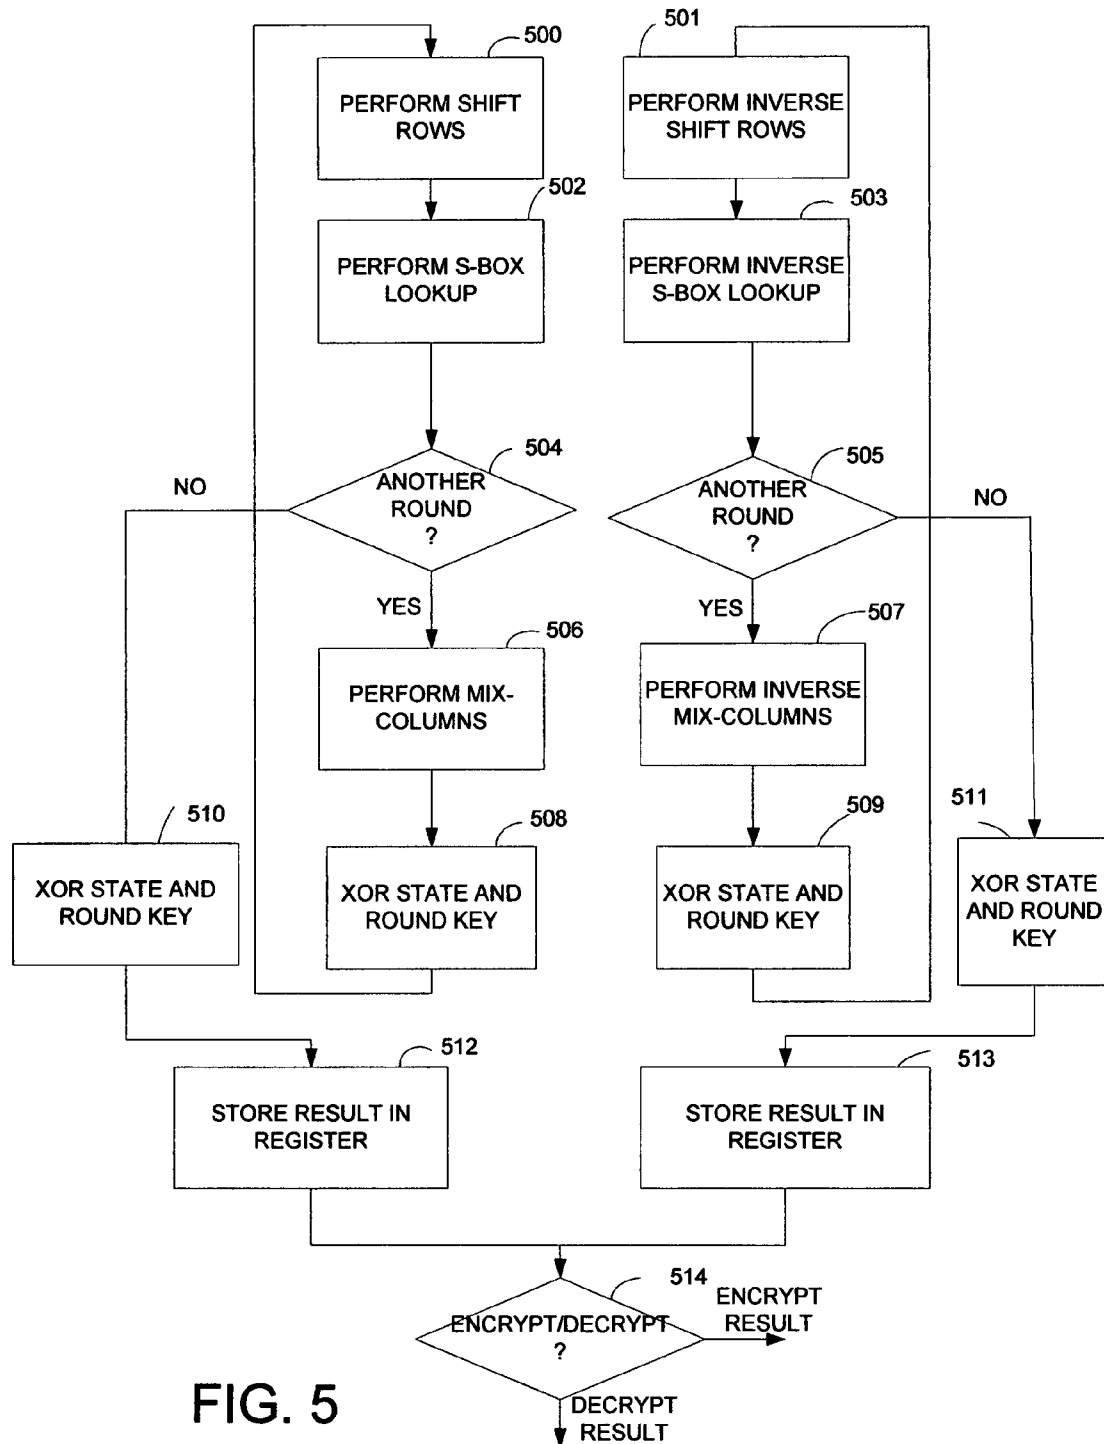 500
501
PERFORM SHIFT
ROWS
PERFORM INVERSE
SHIFT ROWS
502
503
PERFORM S-BOX
LOOKUP
PERFORM INVERSE
S-BOX LOOKUP
504
505
NO
ANOTHER
ROUND
?
ANOTHER
ROUND
?
NO
YES
YES
506
507
PERFORM MIX-
COLUMNS
PERFORM INVERSE
MIX-COLUMNS
510
508
509
511
XOR STATE AND
ROUND KEY
XOR STATE AND
ROUND KEY
XOR STATE AND
ROUND KEY
XOR STATE
AND ROUND
KEY
512
513
STORE RESULT IN
REGISTER
STORE RESULT IN
REGISTER
514
ENCRYPT/DECRYPT
?
ENCRYPT
RESULT
DECRYPT
RESULT
FIG. 5